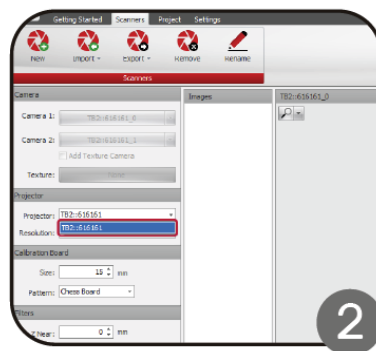 Getting Started Scanners Project Settings
New Import Export Remove Rename
Scanners
Camera Images TB2::616161_0
Camera 1: TB2::616161_0
Camera 2: TB2::616161_1
Add Texture Camera
Texture: None
Projector
Projector: TB2::616161
TB2::616161
Resolution:
Calibration Board
Size: 15 mm
Pattern: Chess Board
Filters
Z Near: 0 mm
2